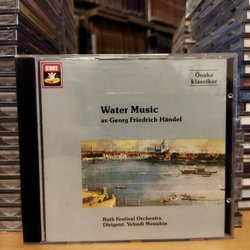 EMI
Önske
klassiker
Water Music
av Georg Friedrich Händel
Bath Festival Orchestra
Dirigent: Yehudi Menuhin